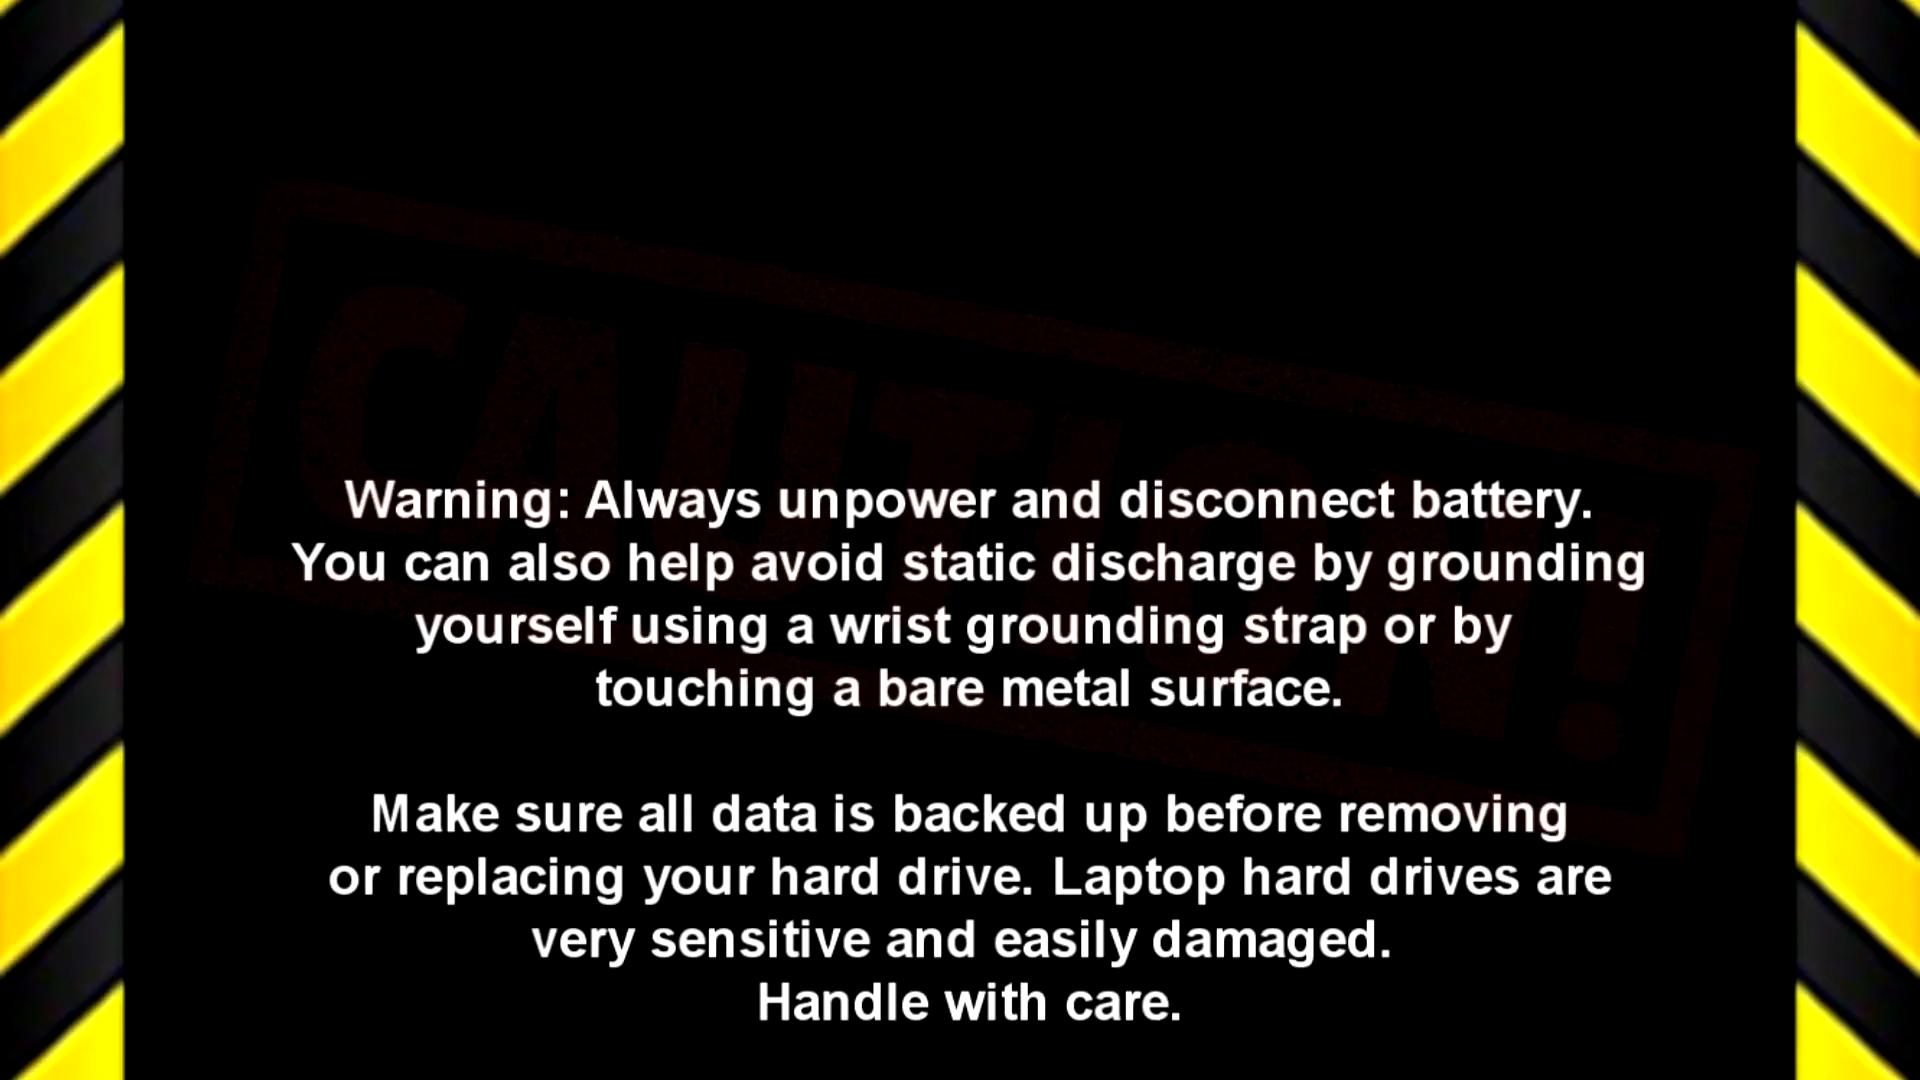 CAUTION!
Warning: Always unpower and disconnect battery.
You can also help avoid static discharge by grounding
yourself using a wrist grounding strap or by
touching a bare metal surface.
Make sure all data is backed up before removing
or replacing your hard drive. Laptop hard drives are
very sensitive and easily damaged.
Handle with care.